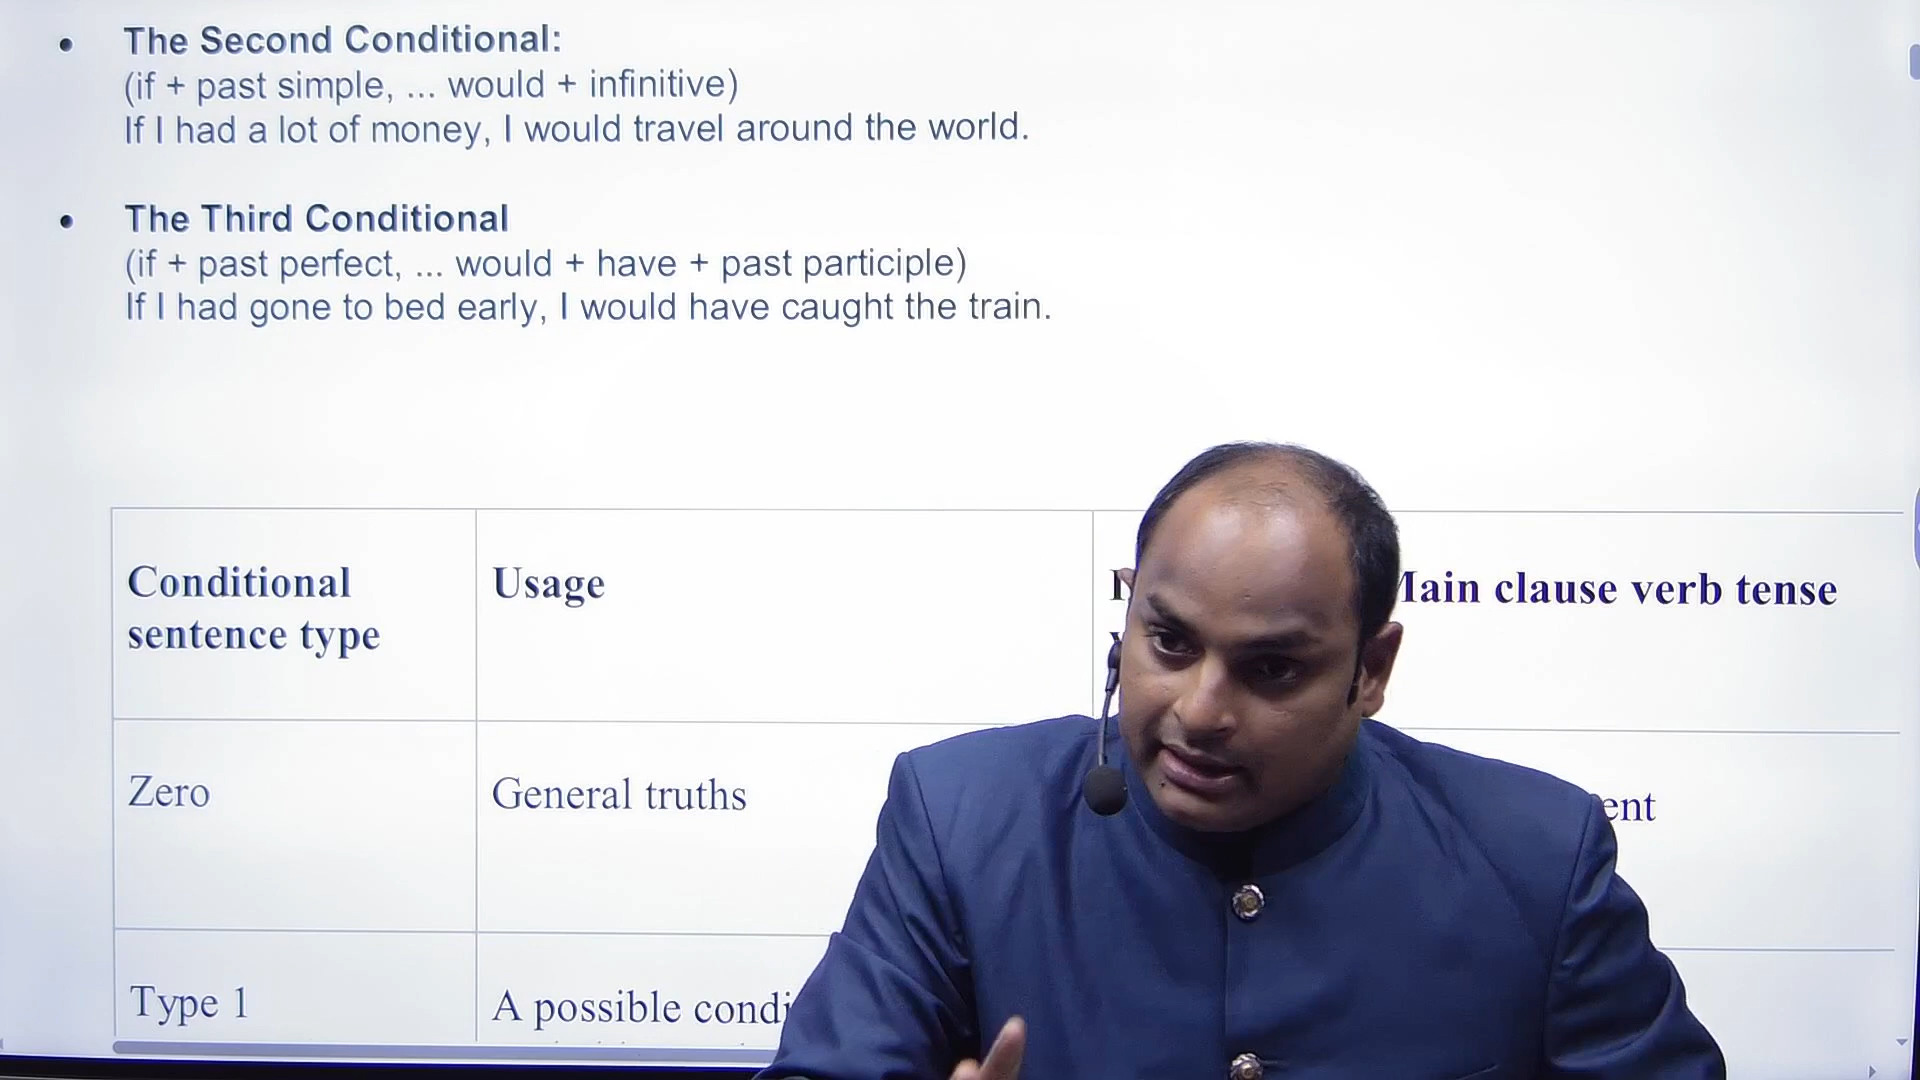 The Second Conditional:
(if + past simple, ... would + infinitive)
If I had a lot of money, I would travel around the world.
The Third Conditional
(if + past perfect, ... would + have + past participle)
If I had gone to bed early, I would have caught the train.
Conditional
sentence type
Usage
clause verb tense
Zero
General truths
Type 1
A possible